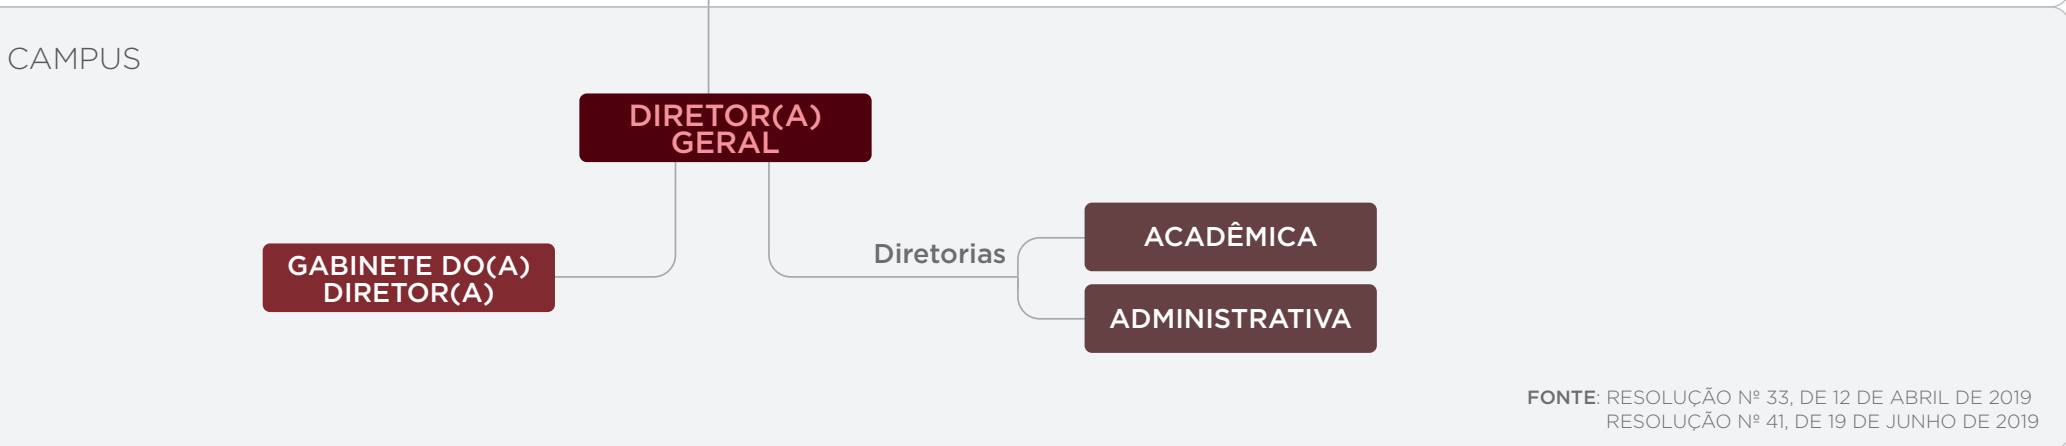 CAMPUS
DIRETOR(A)
GERAL
GABINETE DO(A)
DIRETOR(A)
Diretorias
ACADÊMICA
ADMINISTRATIVA
FONTE: RESOLUÇÃO Nº 33, DE 12 DE ABRIL DE 2019
RESOLUÇÃO Nº 41, DE 19 DE JUNHO DE 2019